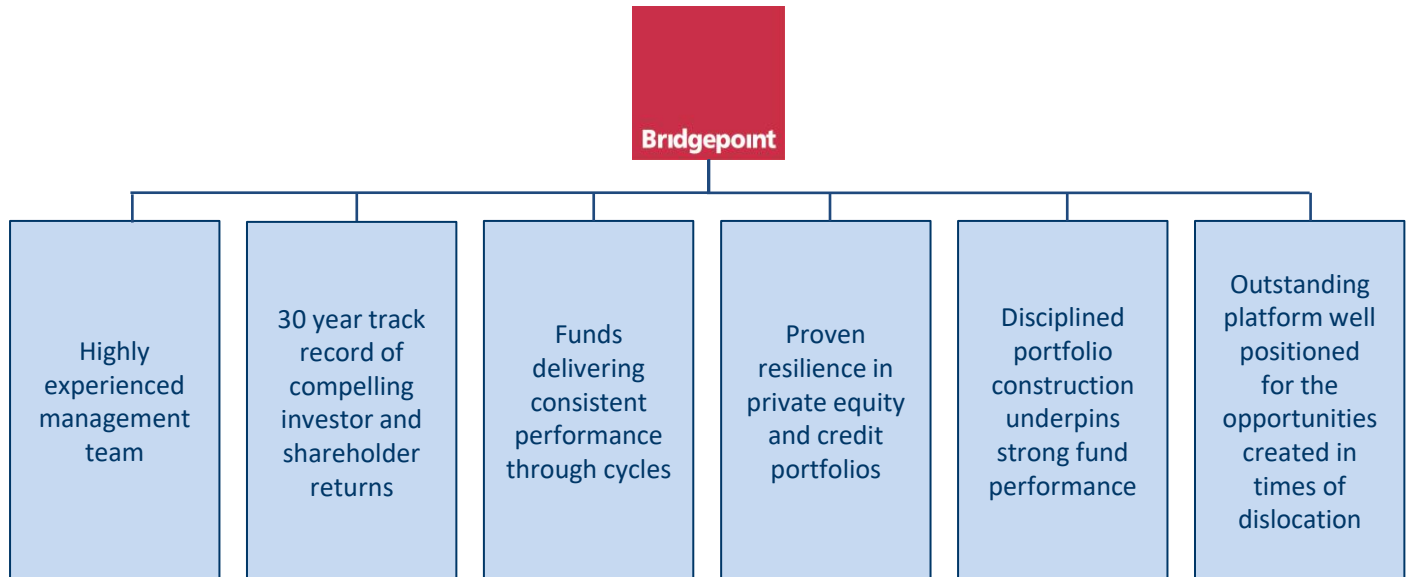 Bridgepoint
Highly
experienced
management
team
30 year track
record of
compelling
investor and
shareholder
returns
Funds
delivering
consistent
performance
through cycles
Proven
resilience in
private equity
and credit
portfolios
Disciplined
portfolio
construction
underpins
strong fund
performance
Outstanding
platform well
positioned
for the
opportunities
created in
times of
dislocation